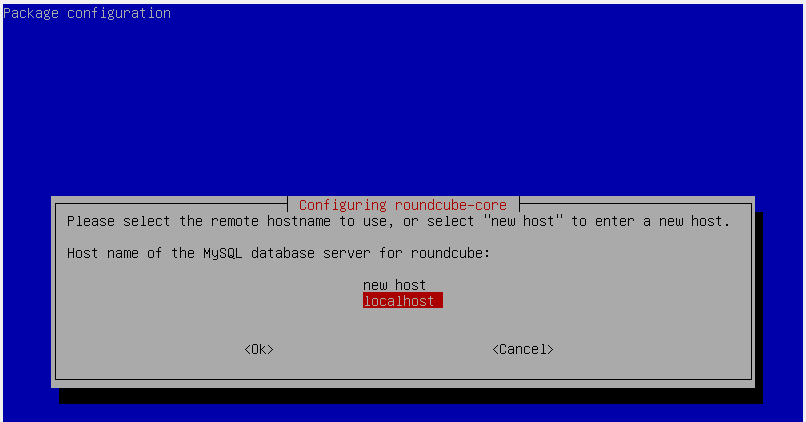 Package configuration
Configuring roundcube-core
Please select the remote hostname to use, or select "new host" to enter a new host.
Host name of the MySQL database server for roundcube:
new host
localhost
<Ok> <Cancel>